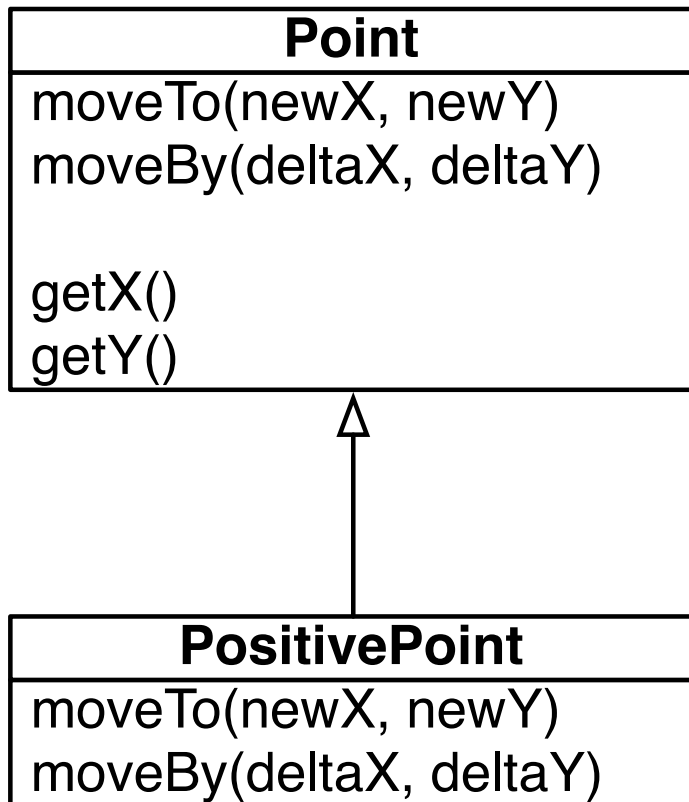 Point
moveTo(newX, newY)
moveBy(deltaX, deltaY)
getX()
getY()
PositivePoint
moveTo(newX, newY)
moveBy(deltaX, deltaY)